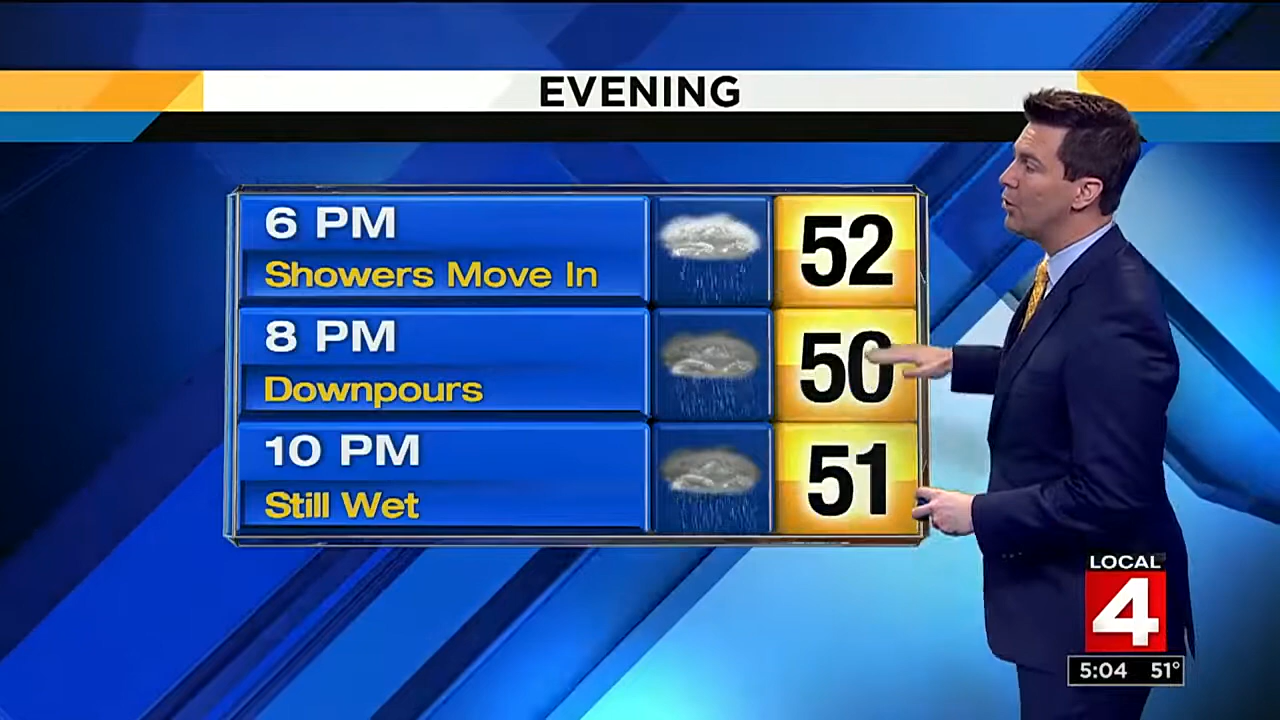 EVENING
6 PM
Showers Move In
52
8 PM
Downpours
50
10 PM
Still Wet
51
LOCAL
4
5:04 51°